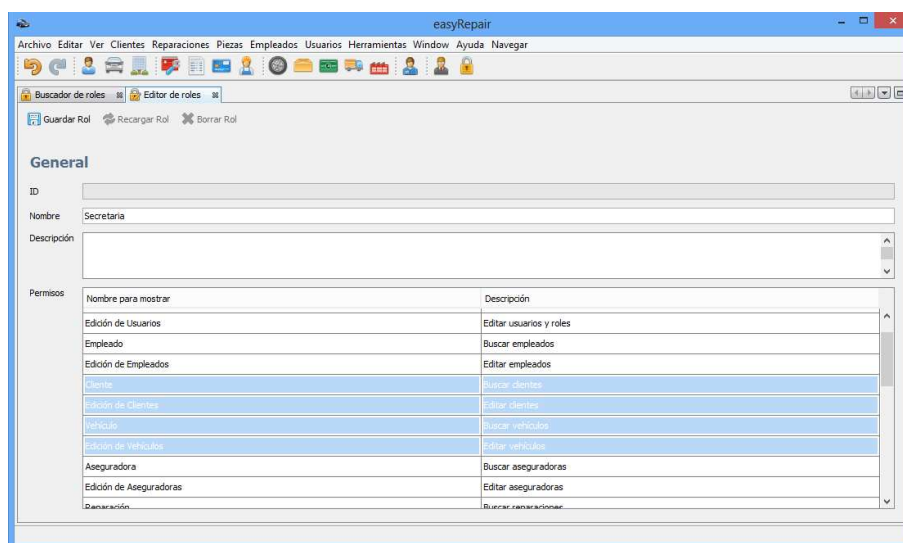 easyRepair
Archivo Editar Ver Clientes Reparaciones Piezas Empleados Usuarios Herramientas Window Ayuda Navegar
Buscador de roles Editor de roles
Guardar Rol Recargar Rol Borrar Rol
General
ID
Nombre Secretaria
Descripción
Permisos Nombre para mostrar Descripción
Edición de Usuarios Editar usuarios y roles
Empleado Buscar empleados
Edición de Empleados Editar empleados
Cliente Buscar clientes
Edición de Clientes Editar clientes
Vehículo Buscar vehículos
Edición de Vehículos Editar vehículos
Aseguradora Buscar aseguradoras
Edición de Aseguradoras Editar aseguradoras
Reparación Buscar reparaciones